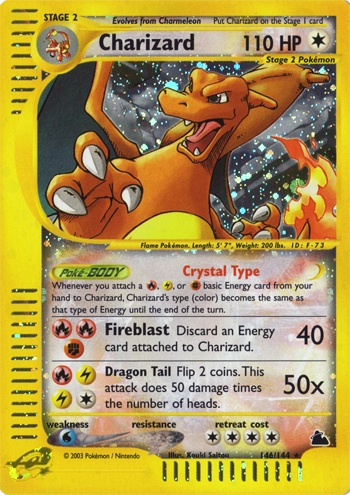 STAGE 2
Evolves from Charmeleon
Put Charizard on the Stage 1 card
Charizard 110 HP
Stage 2 Pokémon
Flame Pokémon. Length: 5' 7", Weight: 200 lbs. ID: F-73
Poké-BODY Crystal Type
Whenever you attach a , , or basic Energy card from your
hand to Charizard, Charizard's type (color) becomes the same as
that type of Energy until the end of the turn.
Fireblast Discard an Energy 40
card attached to Charizard.
Dragon Tail Flip 2 coins. This 50x
attack does 50 damage times
the number of heads.
weakness resistance retreat cost
Illus. Kouki Saitou
© 2003 Pokémon / Nintendo 146/144